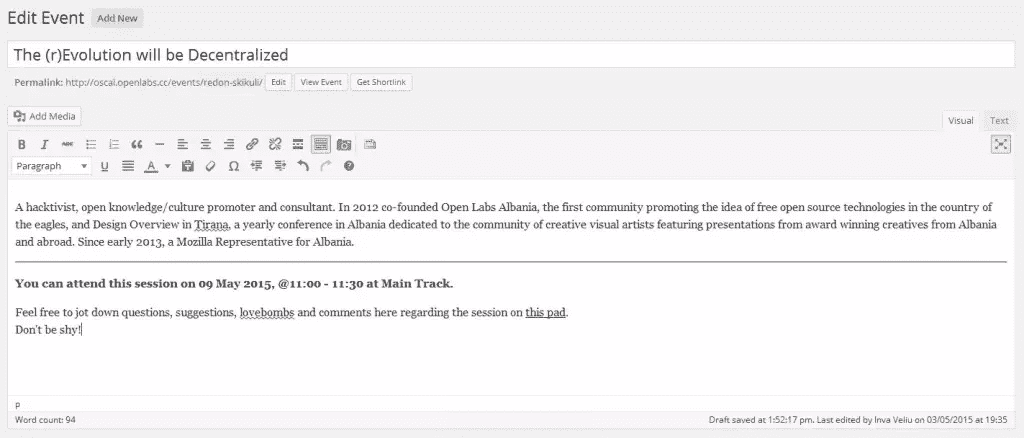 Edit Event Add New
The (r)Evolution will be Decentralized
Permalink: http://oscal.openlabs.cc/events/redon-skikuli/ Edit View Event Get Shortlink
Add Media
Visual Text
B I ABC
Paragraph U A Ω
A hacktivist, open knowledge/culture promoter and consultant. In 2012 co-founded Open Labs Albania, the first community promoting the idea of free open source technologies in the country of
the eagles, and Design Overview in Tirana, a yearly conference in Albania dedicated to the community of creative visual artists featuring presentations from award winning creatives from Albania
and abroad. Since early 2013, a Mozilla Representative for Albania.
You can attend this session on 09 May 2015, @11:00 - 11:30 at Main Track.
Feel free to jot down questions, suggestions, lovebombs and comments here regarding the session on this pad.
Don't be shy!
p
Word count: 94
Draft saved at 1:52:17 pm. Last edited by Inva Veliu on 03/05/2015 at 19:35